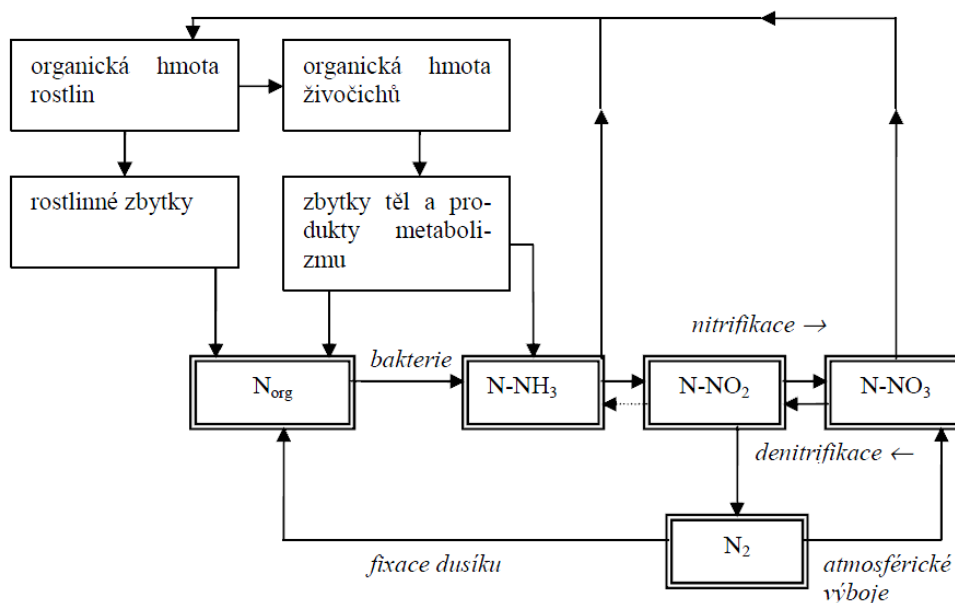 organická hmota
rostlin
organická hmota
živočichů
rostlinné zbytky
zbytky těl a pro-
dukty metaboli-
zmu
nitrifikace →
bakterie
Norg
N-NH3
N-NO2
N-NO3
denitrifikace ←
N2
fixace dusíku
atmosférické
výboje